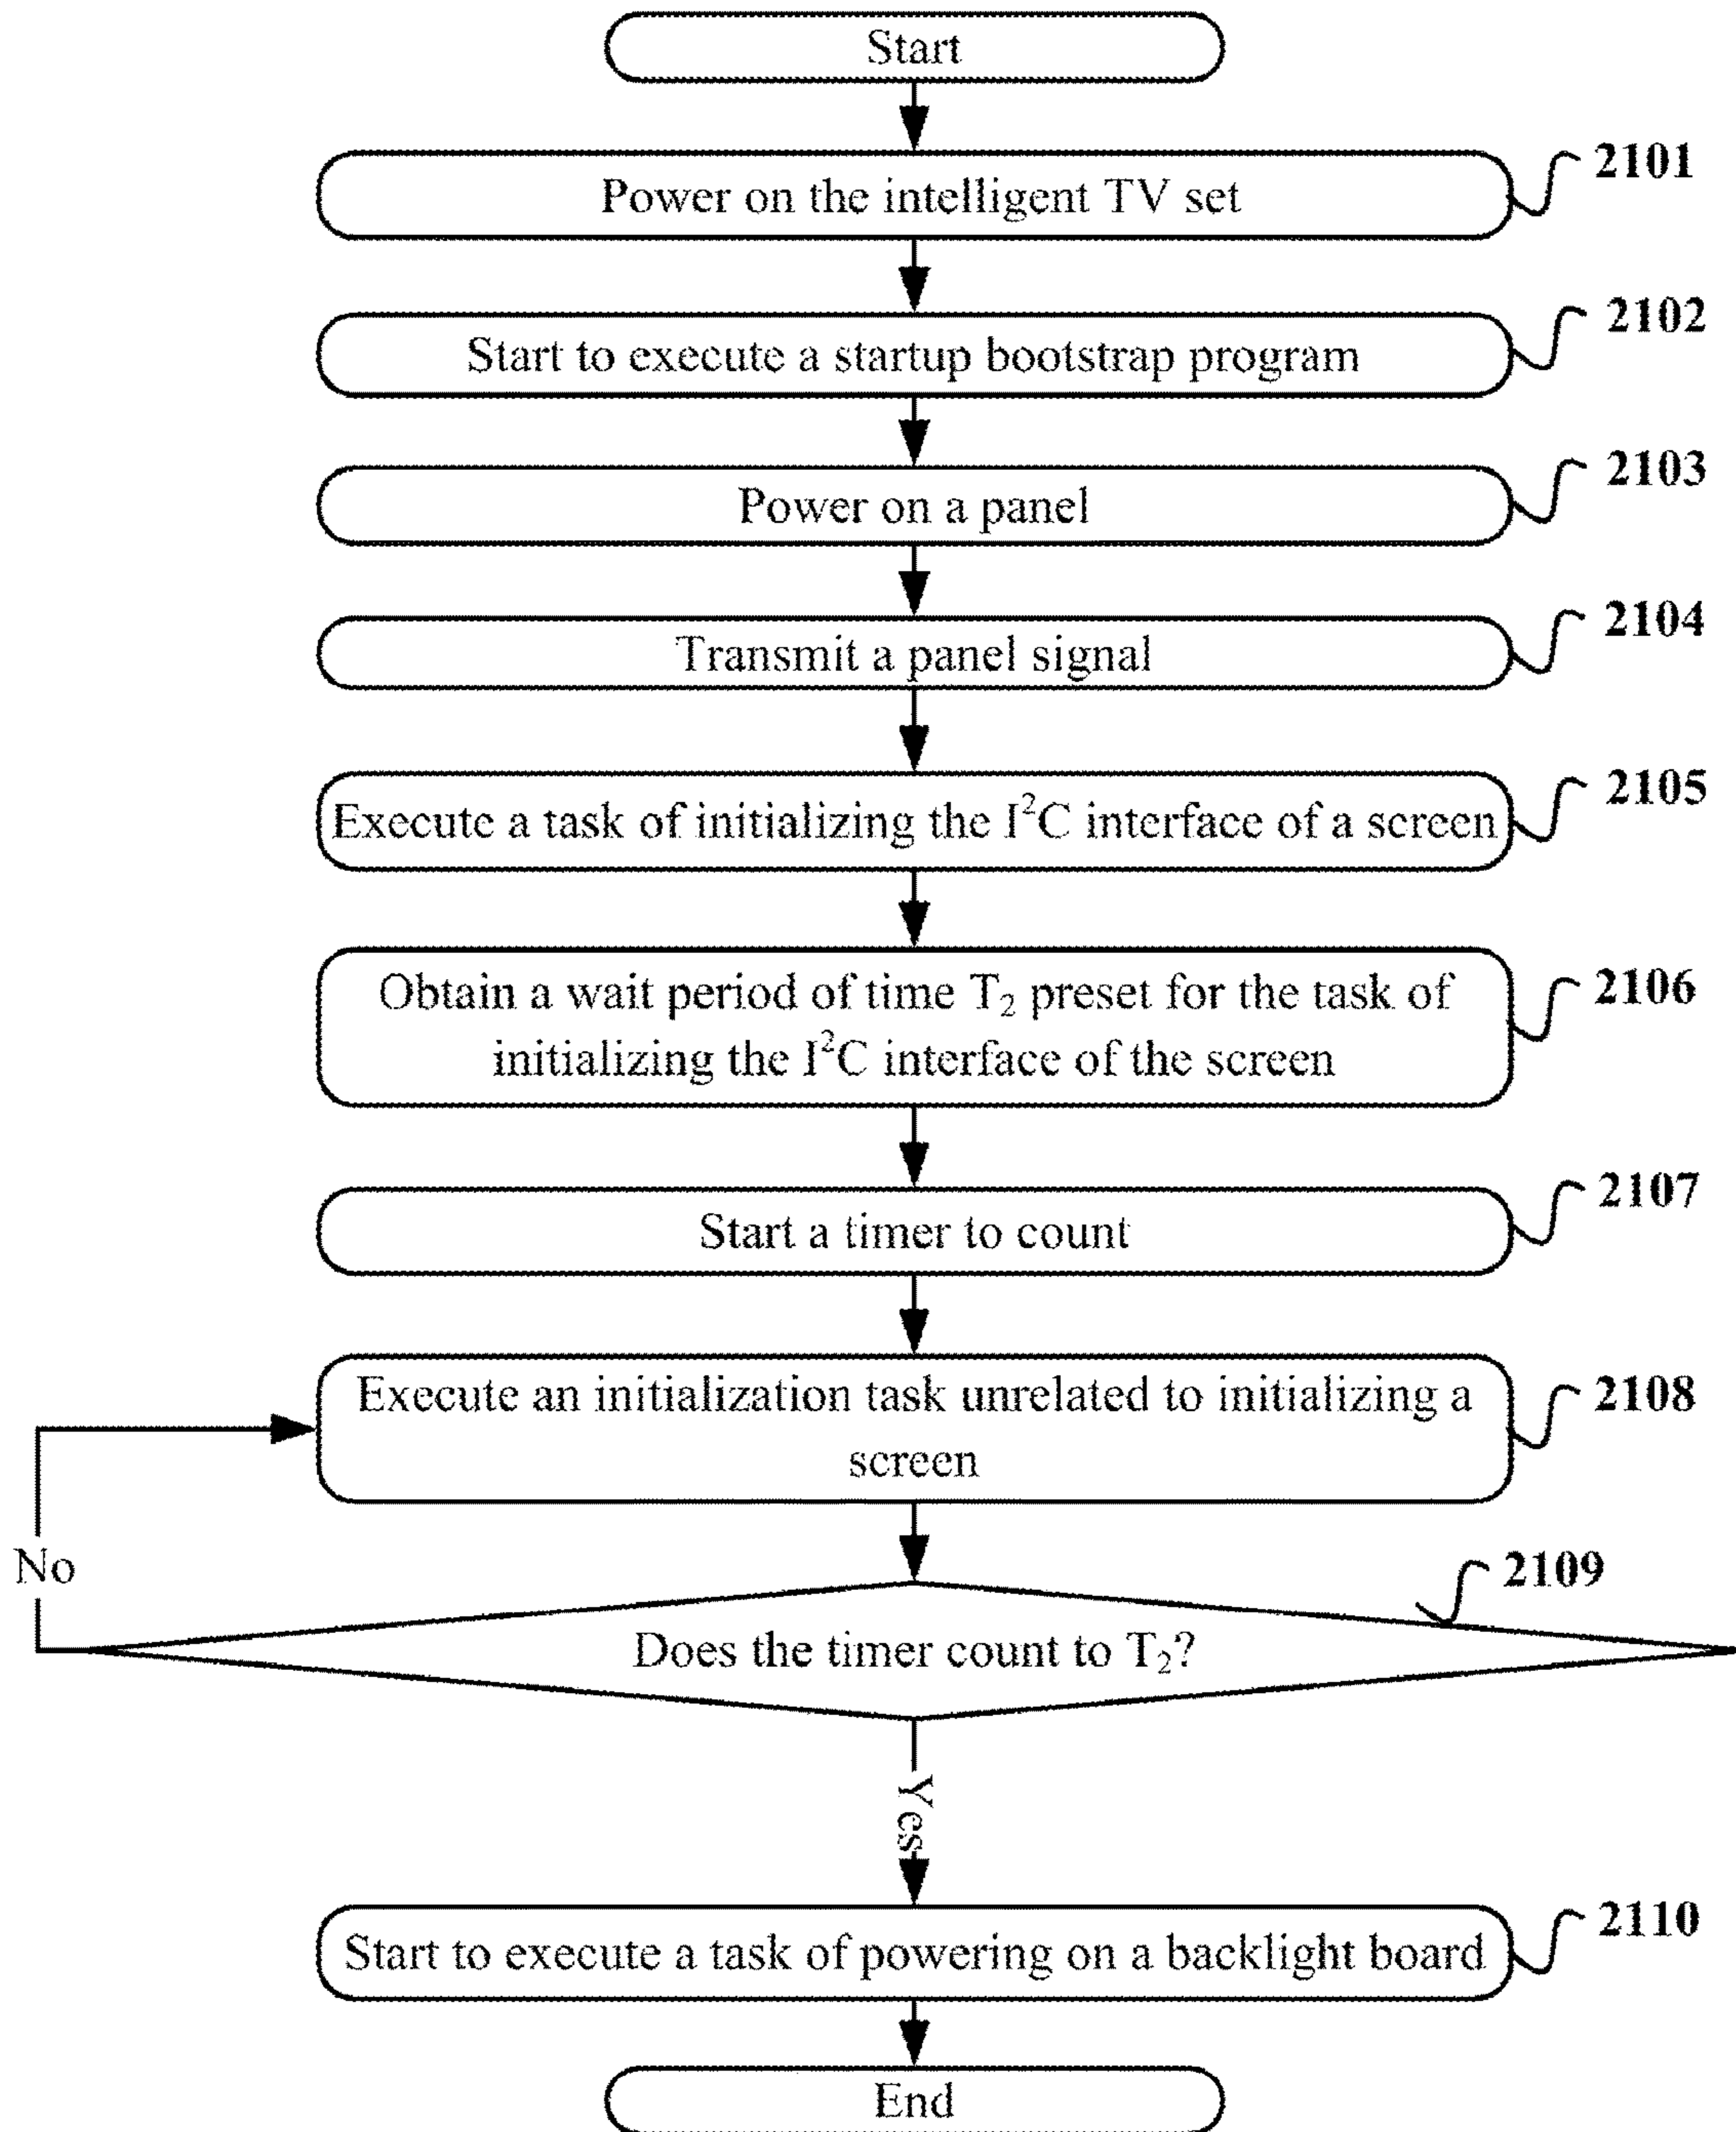 Start
Power on the intelligent TV set
2101
Start to execute a startup bootstrap program
2102
Power on a panel
2103
Transmit a panel signal
2104
Execute a task of initializing the I²C interface of a screen
2105
Obtain a wait period of time T₂ preset for the task of
initializing the I²C interface of the screen
2106
Start a timer to count
2107
Execute an initialization task unrelated to initializing a
screen
2108
No
Does the timer count to T₂?
2109
Yes
Start to execute a task of powering on a backlight board
2110
End